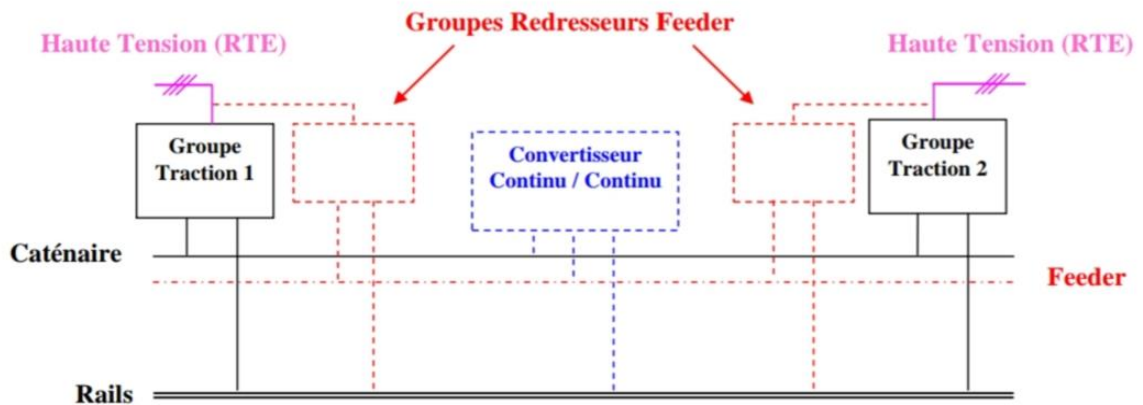 Groupes Redresseurs Feeder
Haute Tension (RTE)
Haute Tension (RTE)
Groupe
Traction 1
Convertisseur
Continu / Continu
Groupe
Traction 2
Caténaire
Feeder
Rails